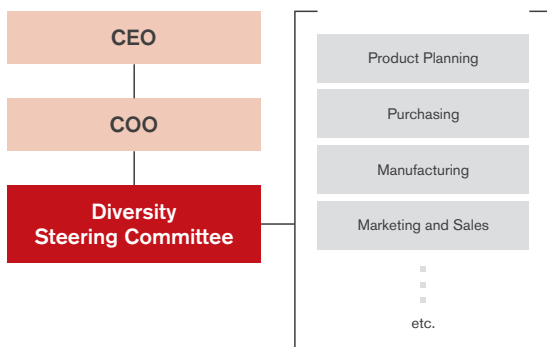 CEO
COO
Diversity
Steering Committee
Product Planning
Purchasing
Manufacturing
Marketing and Sales
etc.